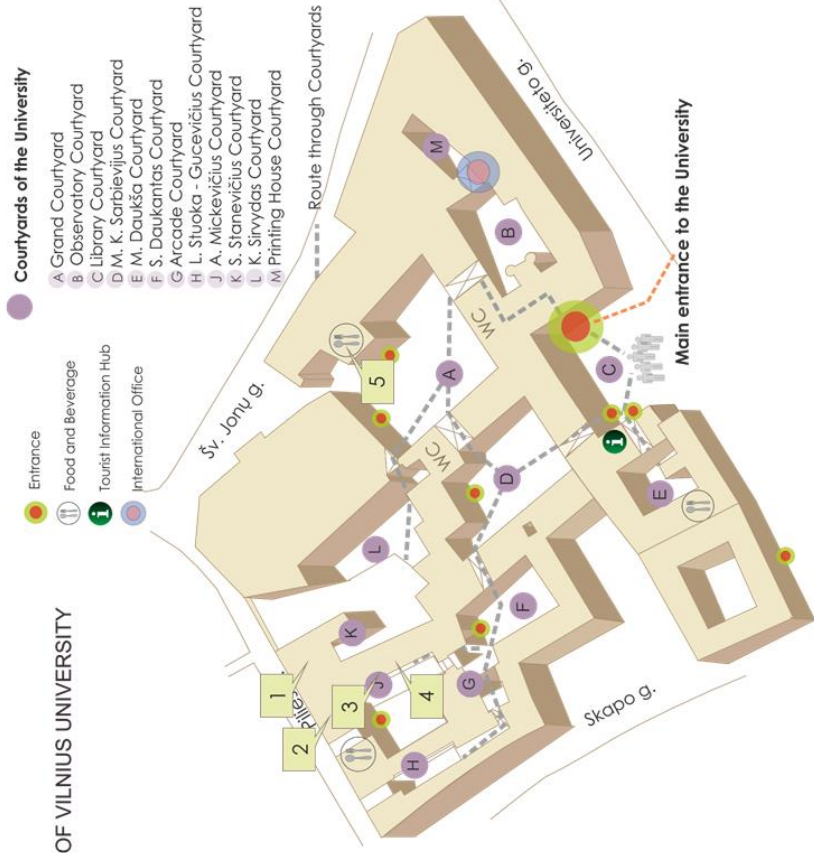 OF VILNIUS UNIVERSITY
Entrance
Food and Beverage
i Tourist Information Hub
International Office
Courtyards of the University
A Grand Courtyard
B Observatory Courtyard
C Library Courtyard
D M. K. Sarbievijus Courtyard
E M. Daukša Courtyard
F S. Daukantas Courtyard
G Arcade Courtyard
H L. Stuoka - Gucevičius Courtyard
J A. Mickevičius Courtyard
K S. Stanevičius Courtyard
L K. Sirvydas Courtyard
M Printing House Courtyard
Route through Courtyards
Šv. Jonų g.
1
2
3
4
5
K
L
J
H
G
F
A
WC
WC
D
M
B
C
i
E
Skapo g.
Universiteto g.
Main entrance to the University